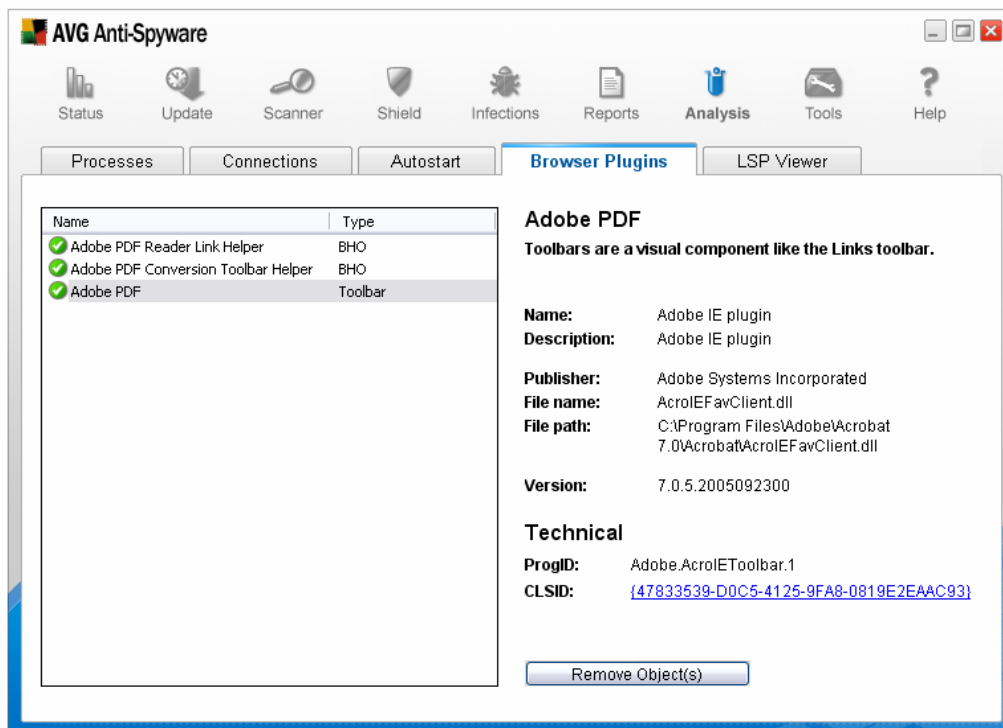 AVG Anti-Spyware
Status Update Scanner Shield Infections Reports Analysis Tools Help
Processes Connections Autostart Browser Plugins LSP Viewer
Name Type
Adobe PDF Reader Link Helper BHO
Adobe PDF Conversion Toolbar Helper BHO
Adobe PDF Toolbar
Adobe PDF
Toolbars are a visual component like the Links toolbar.
Name: Adobe IE plugin
Description: Adobe IE plugin
Publisher: Adobe Systems Incorporated
File name: AcroIEFavClient.dll
File path: C:\Program Files\Adobe\Acrobat
7.0\Acrobat\AcroIEFavClient.dll
Version: 7.0.5.2005092300
Technical
ProgID: Adobe.AcroIEToolbar.1
CLSID: {47833539-D0C5-4125-9FA8-0819E2EAAC93}
Remove Object(s)